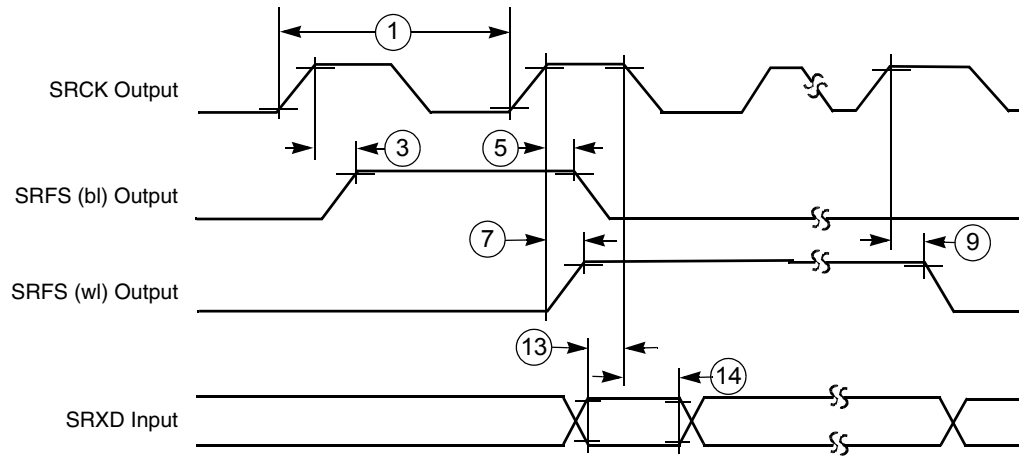 1
SRCK Output
3
5
SRFS (bl) Output
7
9
SRFS (wl) Output
13
14
SRXD Input